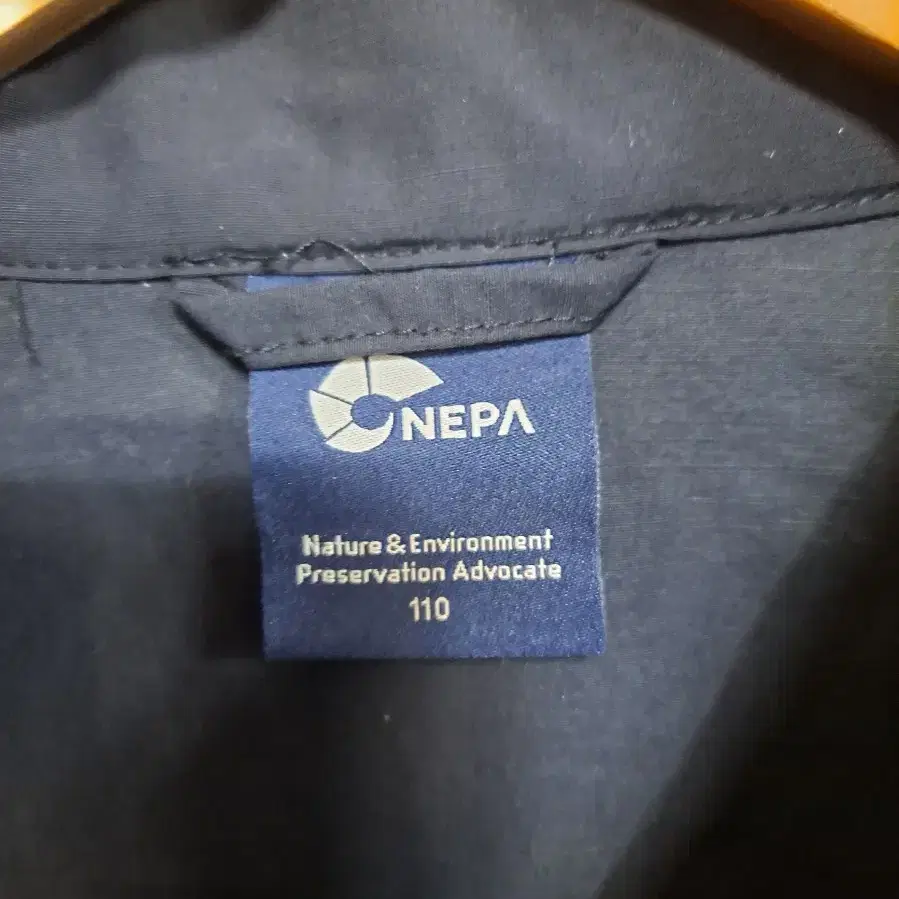 NEPA
Nature & Environment
Preservation Advocate
110